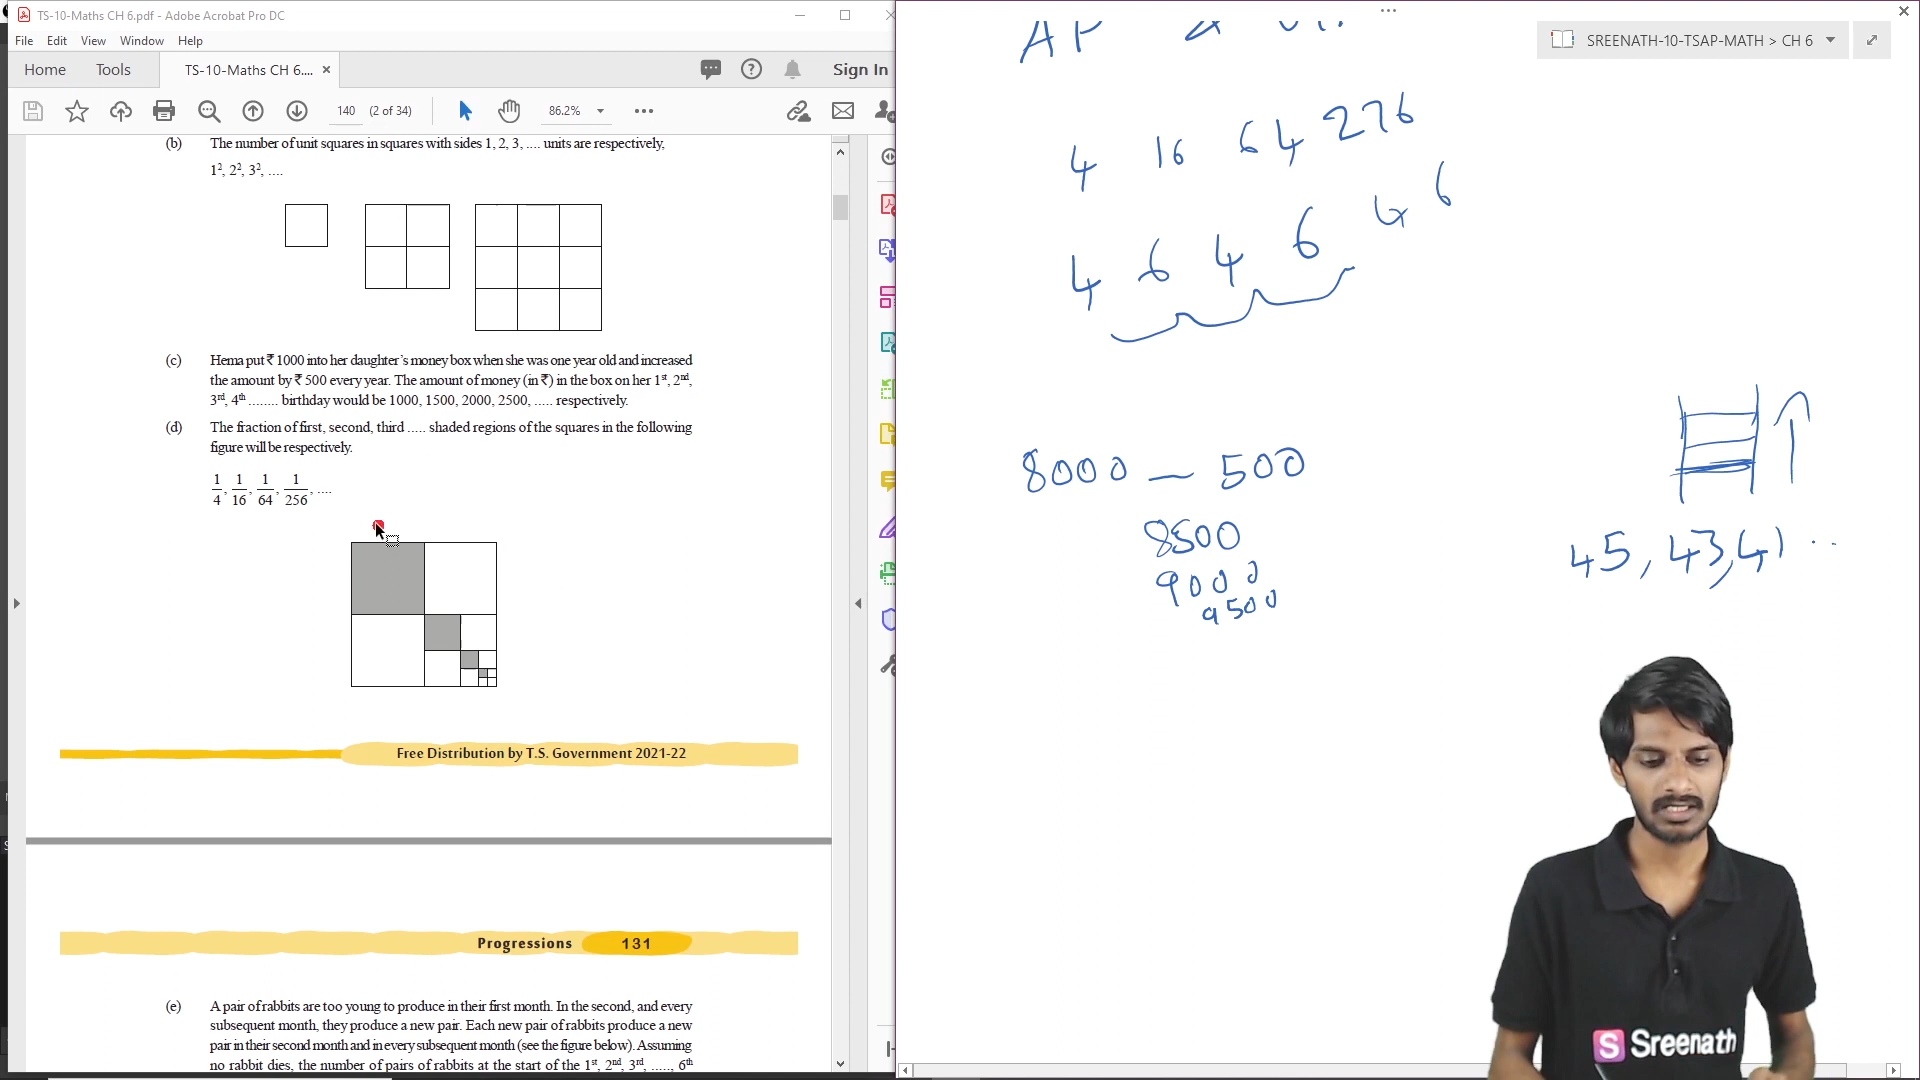 TS-10-Maths CH 6.pdf - Adobe Acrobat Pro DC
File Edit View Window Help
Home Tools TS-10-Maths CH 6.... × Sign In
140 (2 of 34) 86.2%
(b) The number of unit squares in squares with sides 1, 2, 3, .... units are respectively,
1², 2², 3², ....
(c) Hema put ₹ 1000 into her daughter's money box when she was one year old and increased
the amount by ₹ 500 every year. The amount of money (in ₹) in the box on her 1st, 2nd,
3rd, 4th ........ birthday would be 1000, 1500, 2000, 2500, ..... respectively.
(d) The fraction of first, second, third ..... shaded regions of the squares in the following
figure will be respectively.
1/4, 1/16, 1/64, 1/256, ....
Free Distribution by T.S. Government 2021-22
Progressions 131
(e) A pair of rabbits are too young to produce in their first month. In the second, and every
subsequent month, they produce a new pair. Each new pair of rabbits produce a new
pair in their second month and in every subsequent month (see the figure below). Assuming
no rabbit dies, the number of pairs of rabbits at the start of the 1st, 2nd, 3rd, ....., 6th
SREENATH-10-TSAP-MATH > CH 6
4 16 64 276
4 6 4 6 4 6
8000 — 500
8500
9000
9500
45, 43, 41 ..
S Sreenath